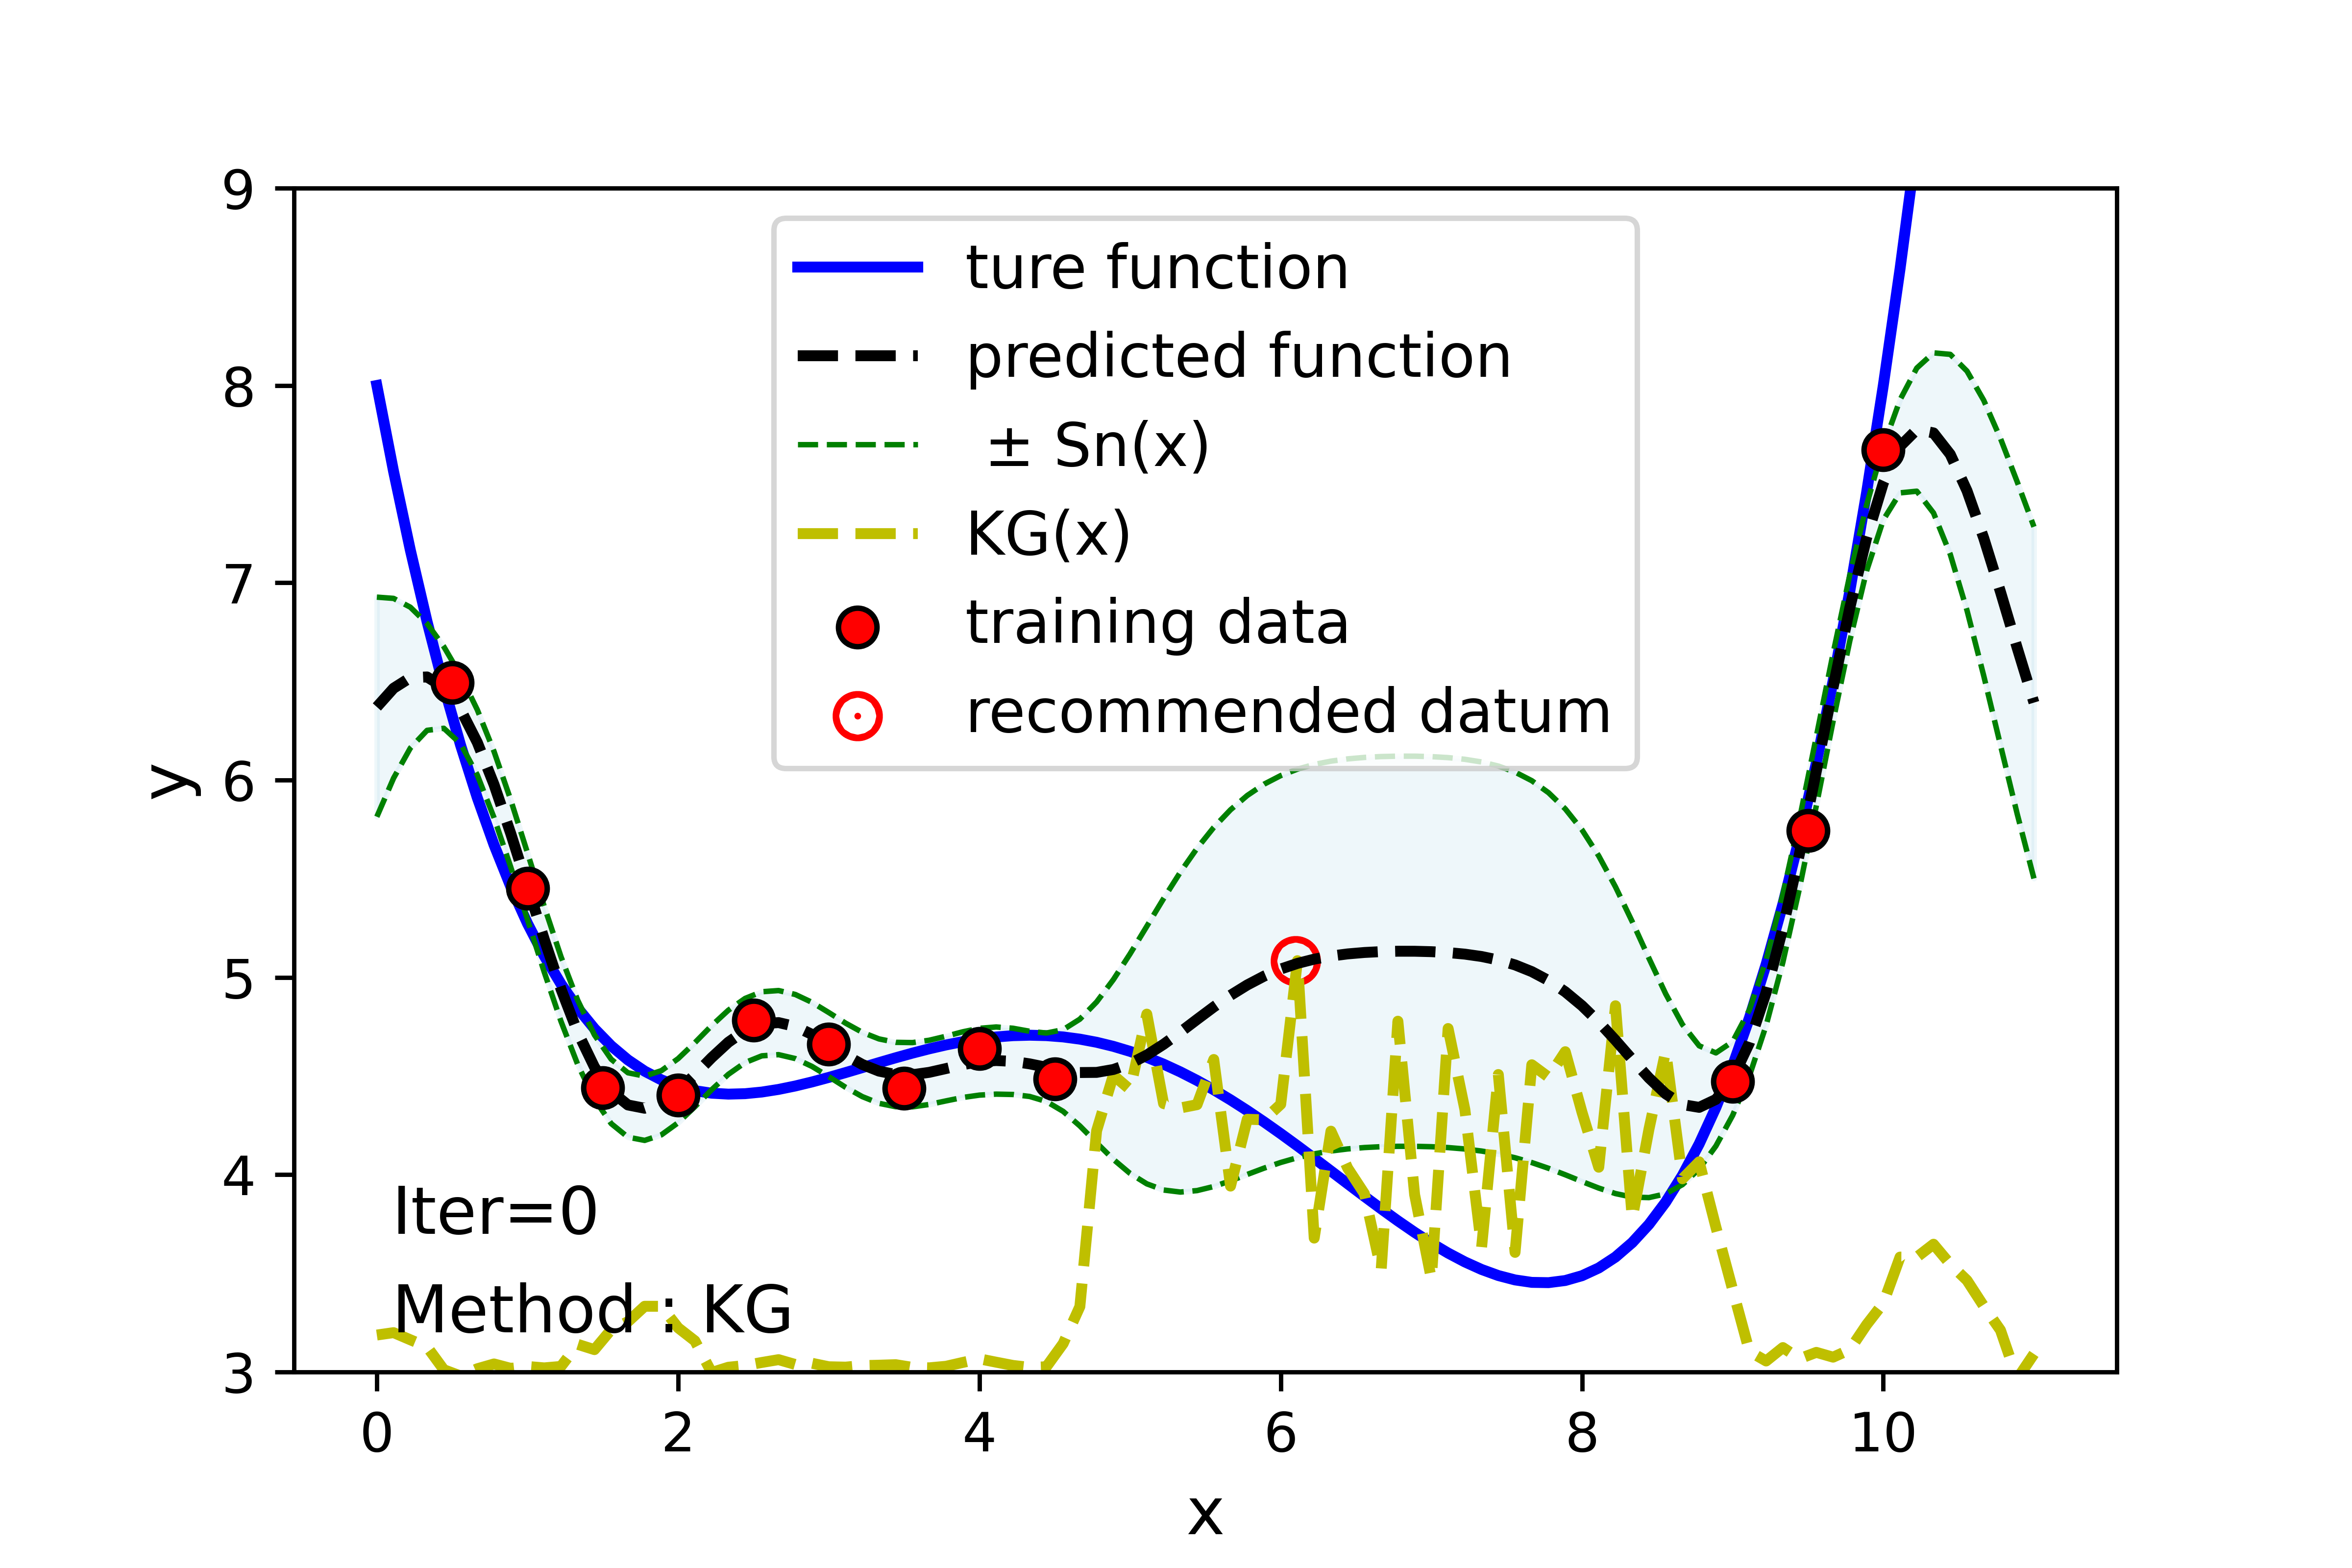 9
8
7
6
5
4
3
y
ture function
predicted function
± Sn(x)
KG(x)
training data
recommended datum
Iter=0
Method : KG
0 2 4 6 8 10
x